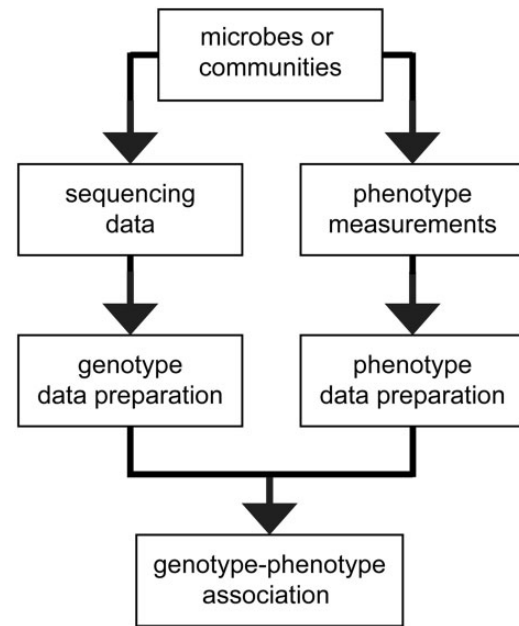 microbes or
communities
sequencing
data
phenotype
measurements
genotype
data preparation
phenotype
data preparation
genotype-phenotype
association